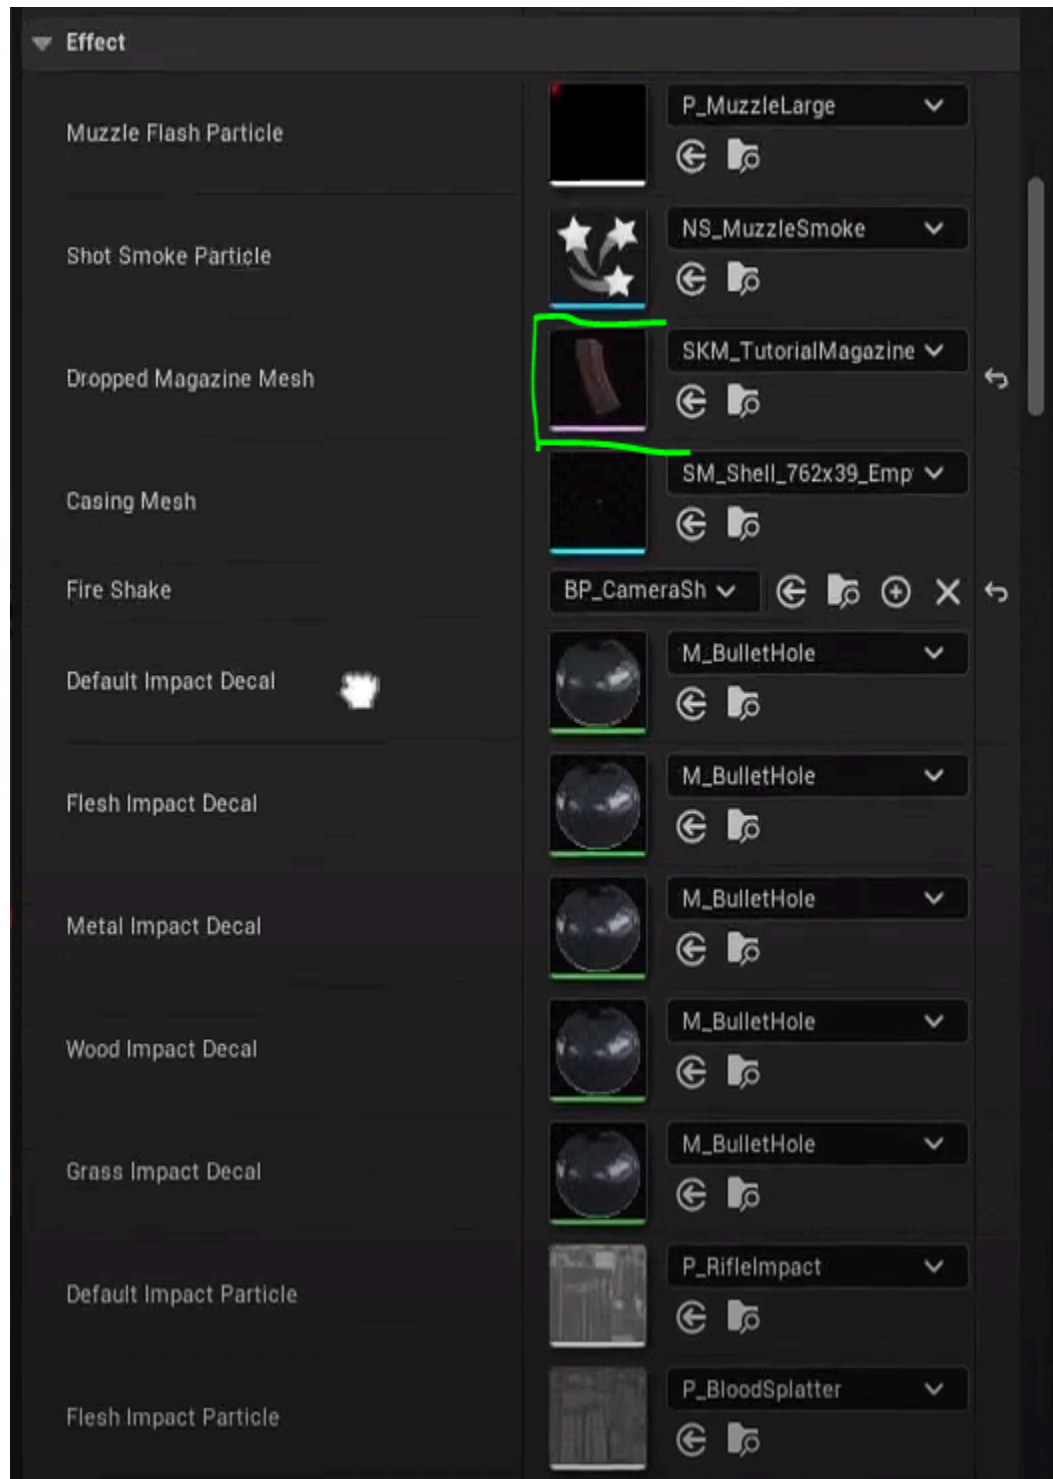 Effect
Muzzle Flash Particle
P_MuzzleLarge
Shot Smoke Particle
NS_MuzzleSmoke
Dropped Magazine Mesh
SKM_TutorialMagazine
Casing Mesh
SM_Shell_762x39_Emp
Fire Shake
BP_CameraSh
Default Impact Decal
M_BulletHole
Flesh Impact Decal
M_BulletHole
Metal Impact Decal
M_BulletHole
Wood Impact Decal
M_BulletHole
Grass Impact Decal
M_BulletHole
Default Impact Particle
P_RifleImpact
Flesh Impact Particle
P_BloodSplatter